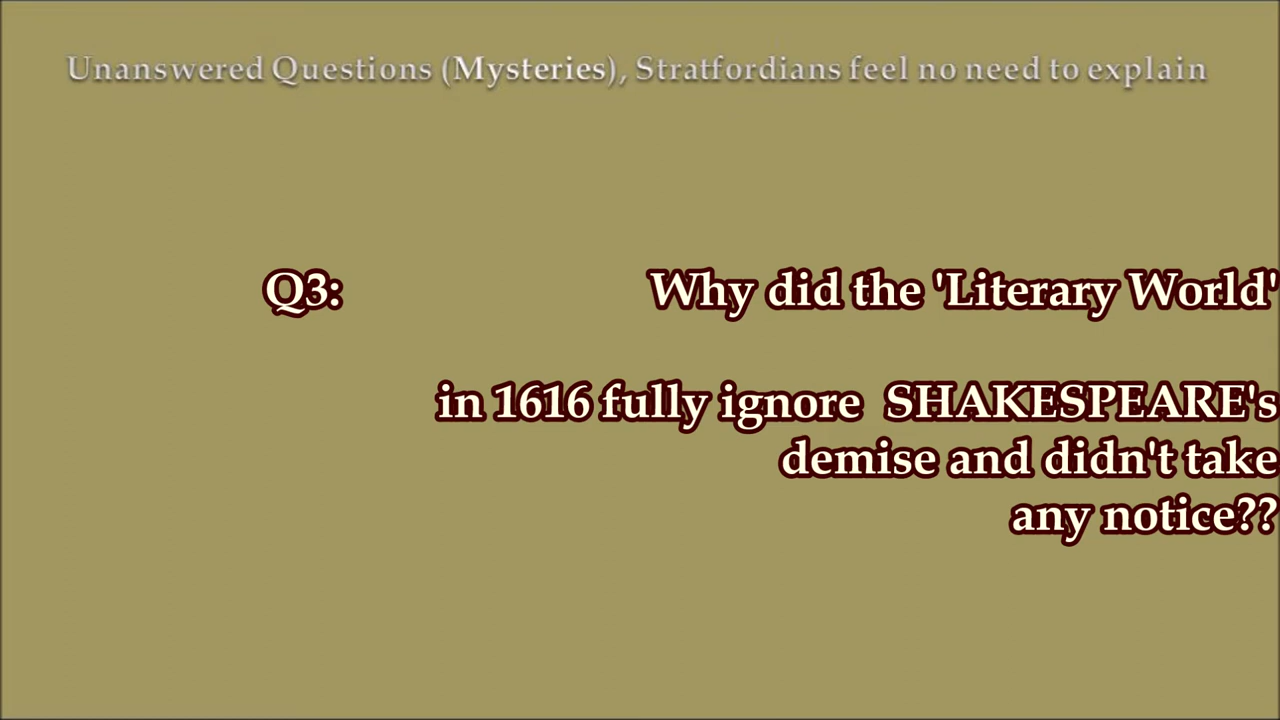 Unanswered Questions (Mysteries), Stratfordians feel no need to explain
Q3: Why did the 'Literary World'
in 1616 fully ignore SHAKESPEARE's
demise and didn't take
any notice??